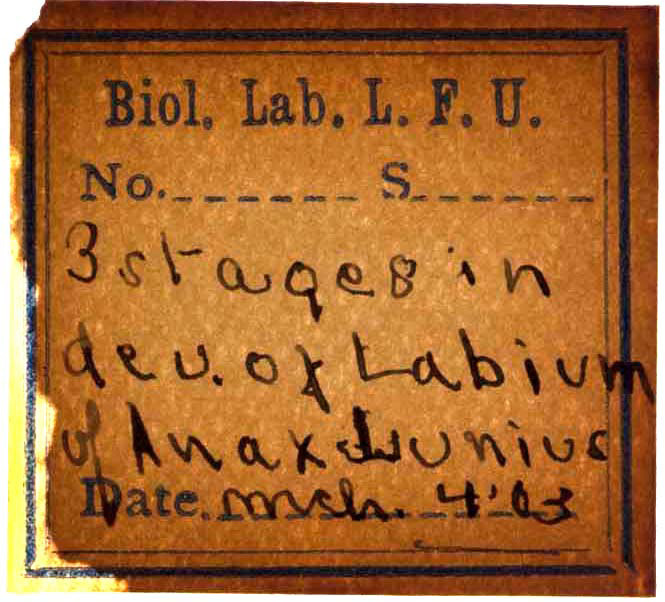 Biol. Lab. L. F. U.
No. S.
3 stages in
dev. of Labium
of Anax Junius
Date. Mch. 4 '03